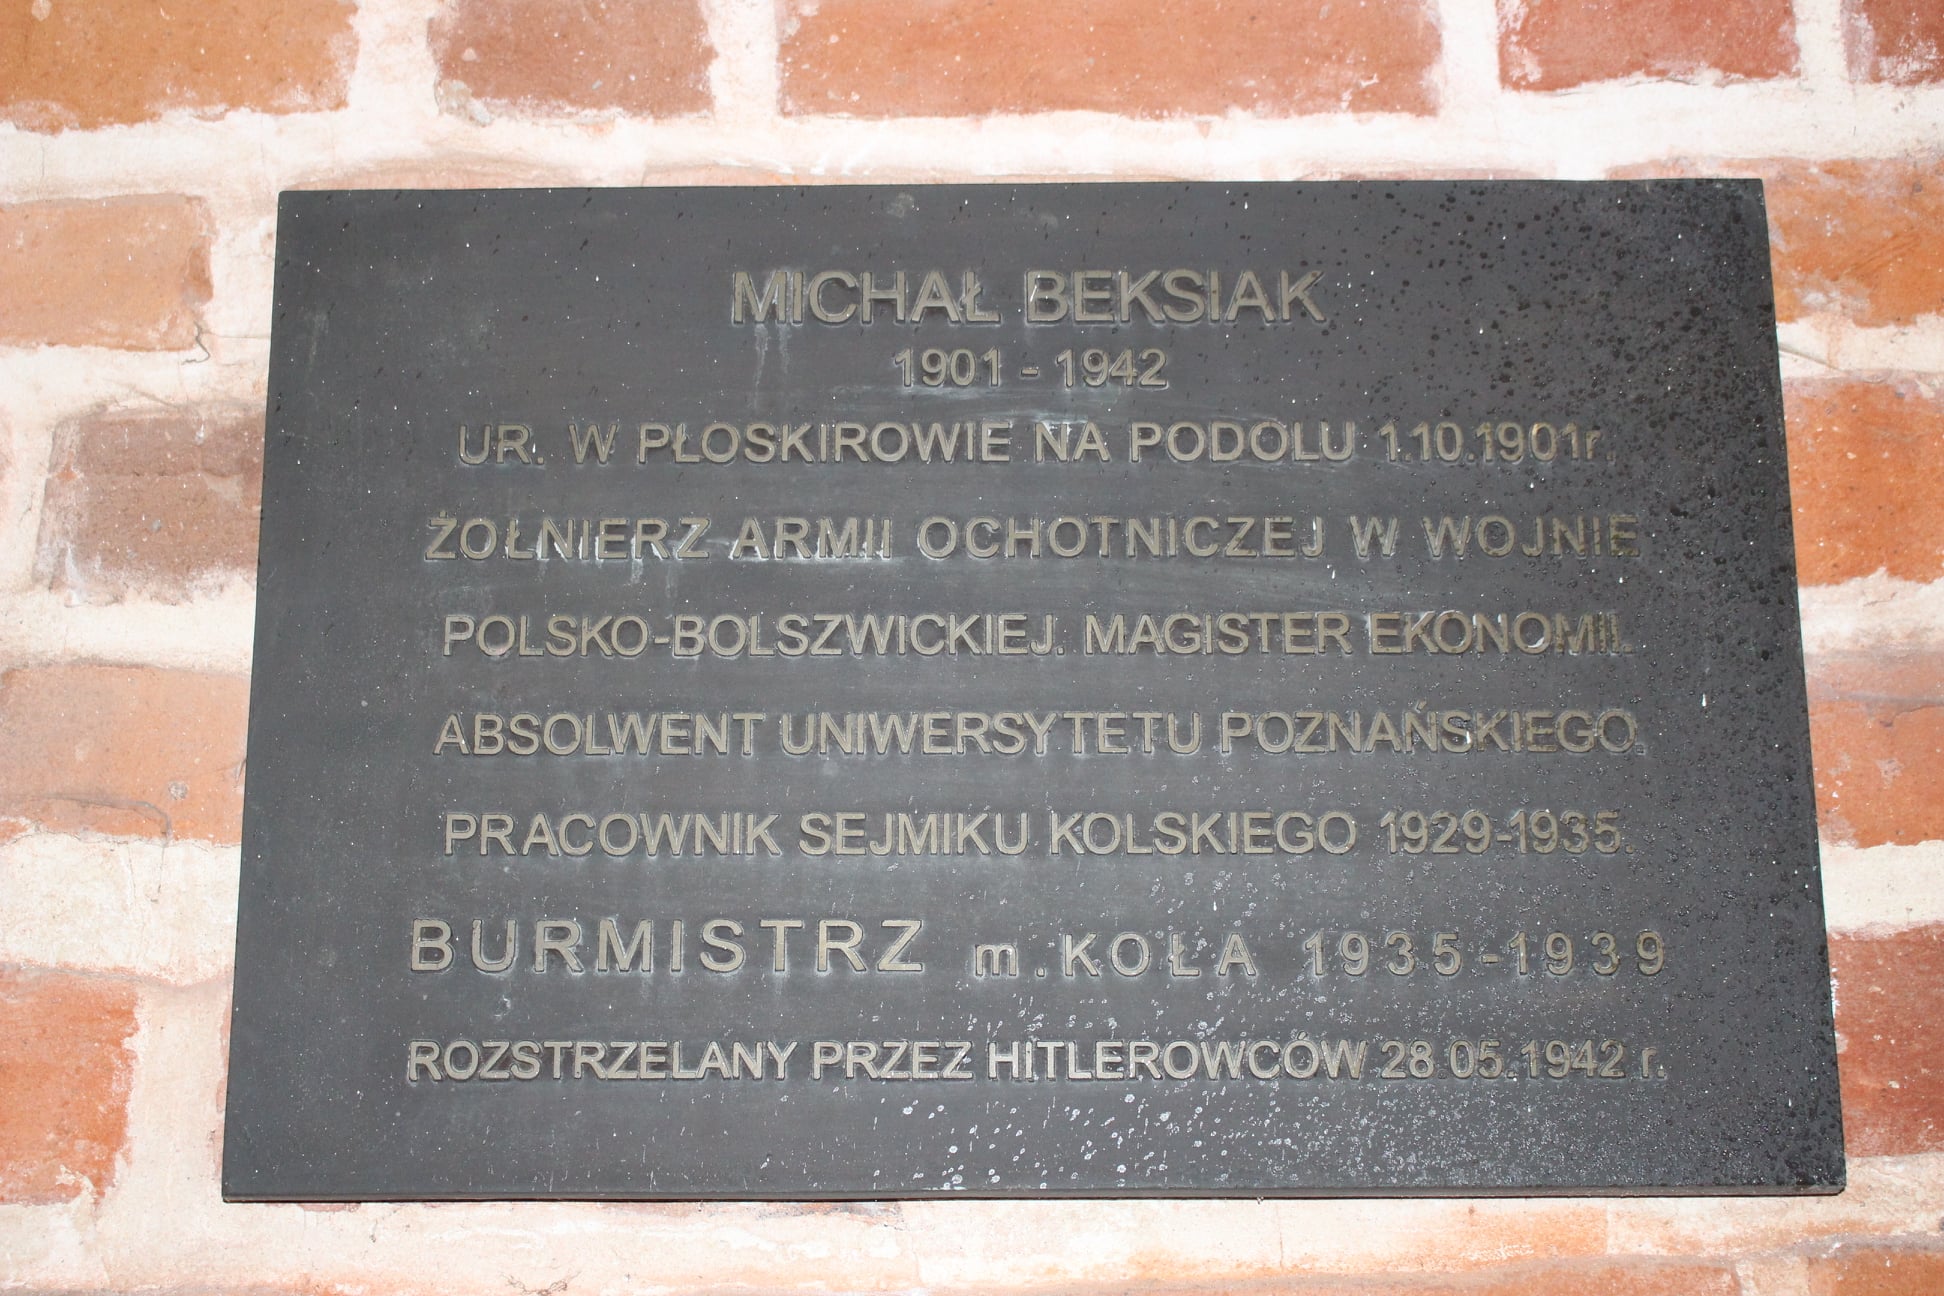 MICHAŁ BEKSIAK
1901 - 1942
UR. W PŁOSKIROWIE NA PODOLU 1.10.1901r.
ŻOŁNIERZ ARMII OCHOTNICZEJ W WOJNIE
POLSKO-BOLSZWICKIEJ. MAGISTER EKONOMII.
ABSOLWENT UNIWERSYTETU POZNAŃSKIEGO.
PRACOWNIK SEJMIKU KOLSKIEGO 1929-1935.
BURMISTRZ m. KOŁA 1935-1939
ROZSTRZELANY PRZEZ HITLEROWCÓW 28.05.1942 r.